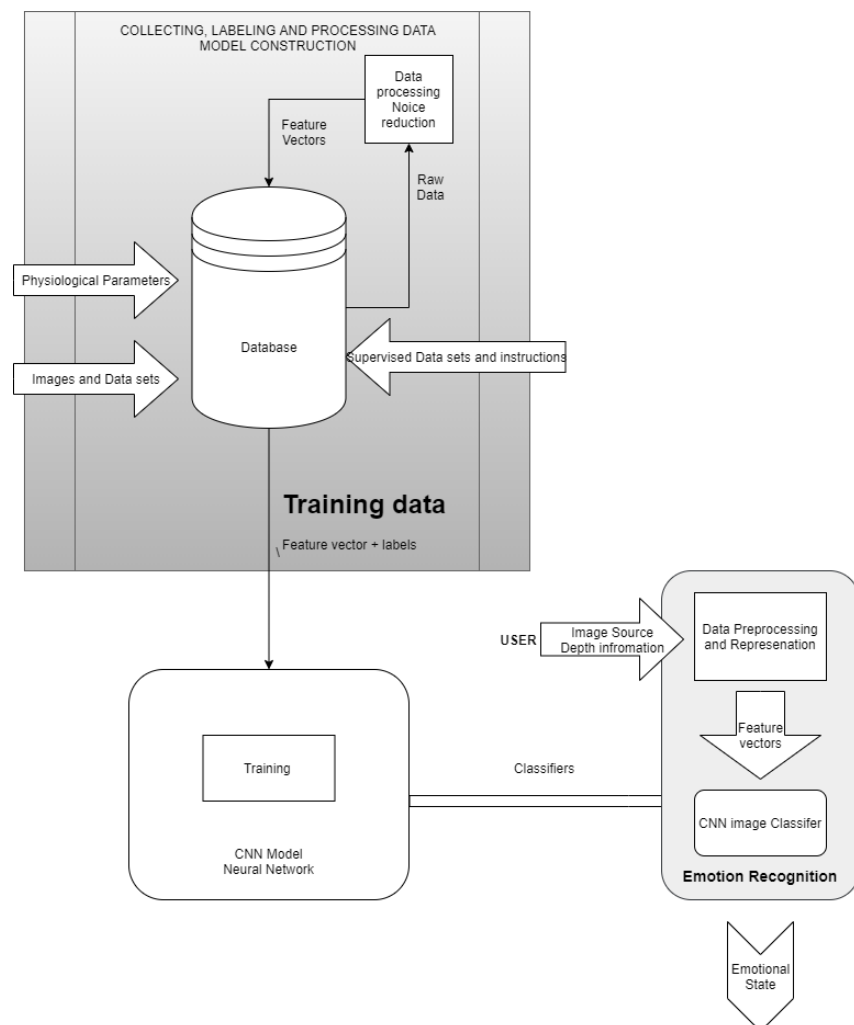 COLLECTING, LABELING AND PROCESSING DATA
MODEL CONSTRUCTION
Data
processing
Noice
reduction
Feature
Vectors
Raw
Data
Physiological Parameters
Database
Supervised Data sets and instructions
Images and Data sets
Training data
\ Feature vector + labels
USER
Image Source
Depth infromation
Data Preprocessing
and Represenation
Feature
vectors
Training
Classifiers
CNN image Classifer
CNN Model
Neural Network
Emotion Recognition
Emotional
State